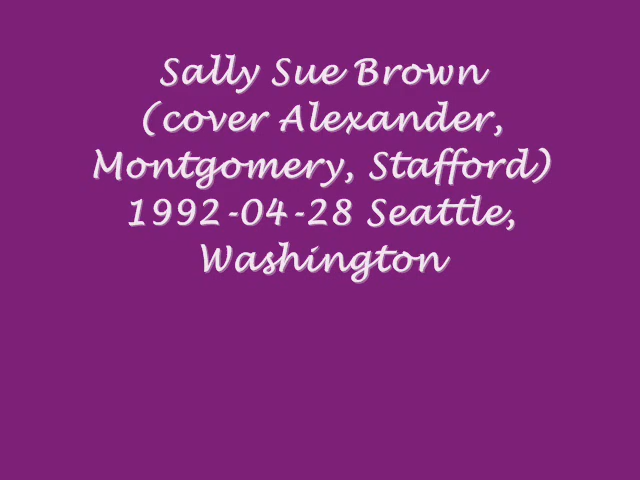 Sally Sue Brown
(cover Alexander,
Montgomery, Stafford)
1992-04-28 Seattle,
Washington